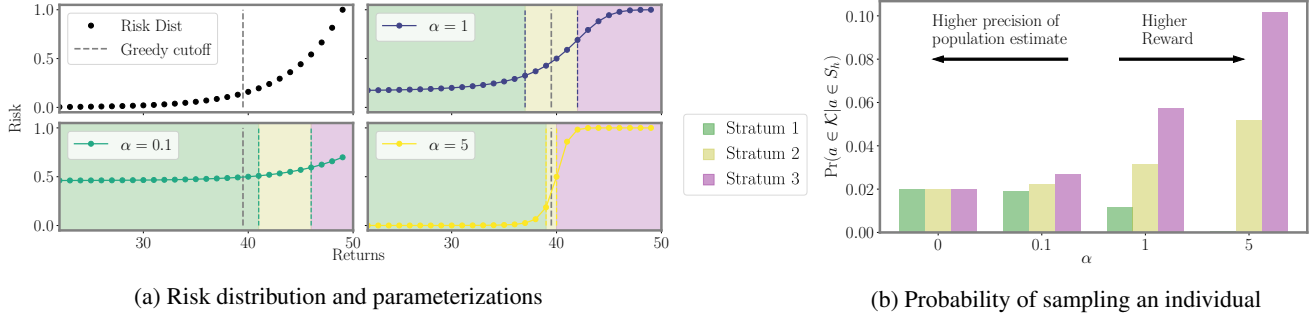 1.0
0.5
0.0
Risk Dist
Greedy cutoff
α = 1
Risk
1.0
0.5
0.0
α = 0.1
α = 5
30
40
50
30
40
50
Returns
(a) Risk distribution and parameterizations
Stratum 1
Stratum 2
Stratum 3
0.10
0.08
0.06
0.04
0.02
0.00
Pr(a ∈ 𝒦|a ∈ Sₕ)
Higher precision of
population estimate
Higher
Reward
0
0.1
1
5
α
(b) Probability of sampling an individual